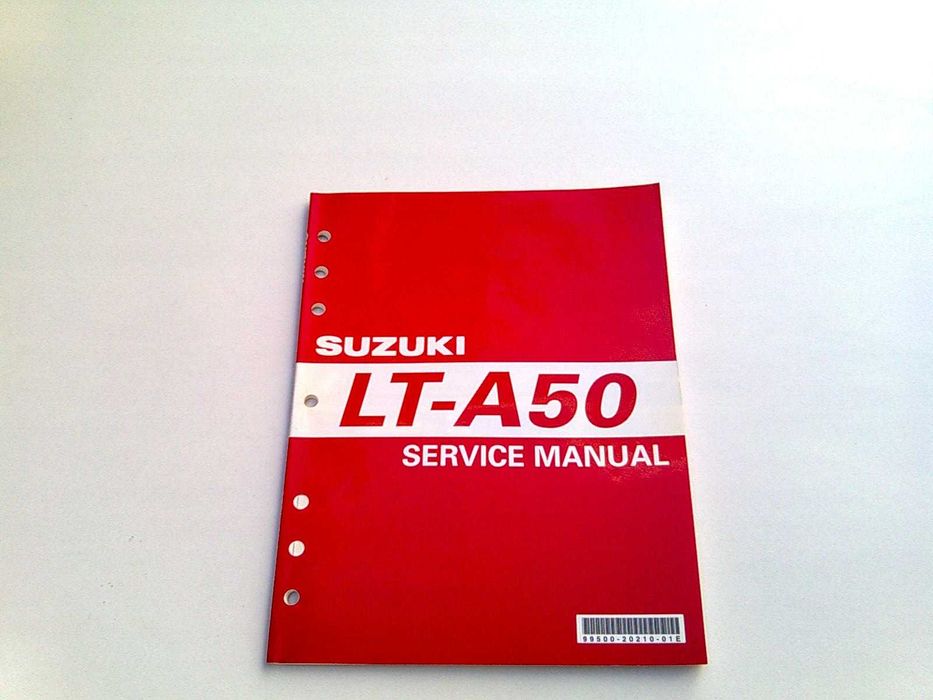 SUZUKI
LT-A50
SERVICE MANUAL
99500-20210-01E